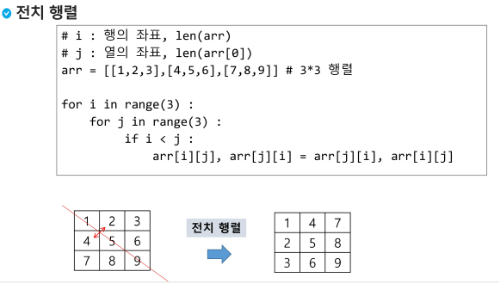 전치 행렬
# i : 행의 좌표, len(arr)
# j : 열의 좌표, len(arr[0])
arr = [[1,2,3],[4,5,6],[7,8,9]] # 3*3 행렬
for i in range(3) :
for j in range(3) :
if i < j :
arr[i][j], arr[j][i] = arr[j][i], arr[i][j]
1 2 3
4 5 6
7 8 9
전치 행렬
1 4 7
2 5 8
3 6 9